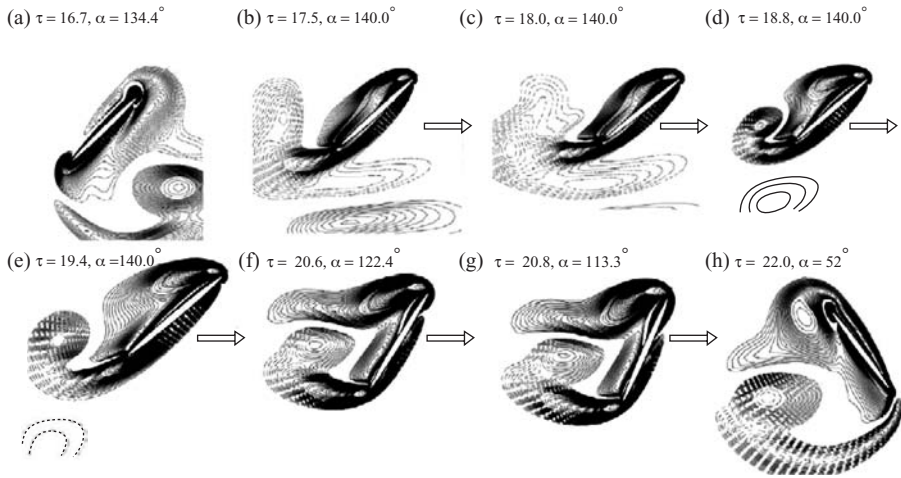 (a) τ = 16.7, α = 134.4°
(b) τ = 17.5, α = 140.0°
(c) τ = 18.0, α = 140.0°
(d) τ = 18.8, α = 140.0°
(e) τ = 19.4, α =140.0°
(f) τ = 20.6, α = 122.4°
(g) τ = 20.8, α = 113.3°
(h) τ = 22.0, α = 52°